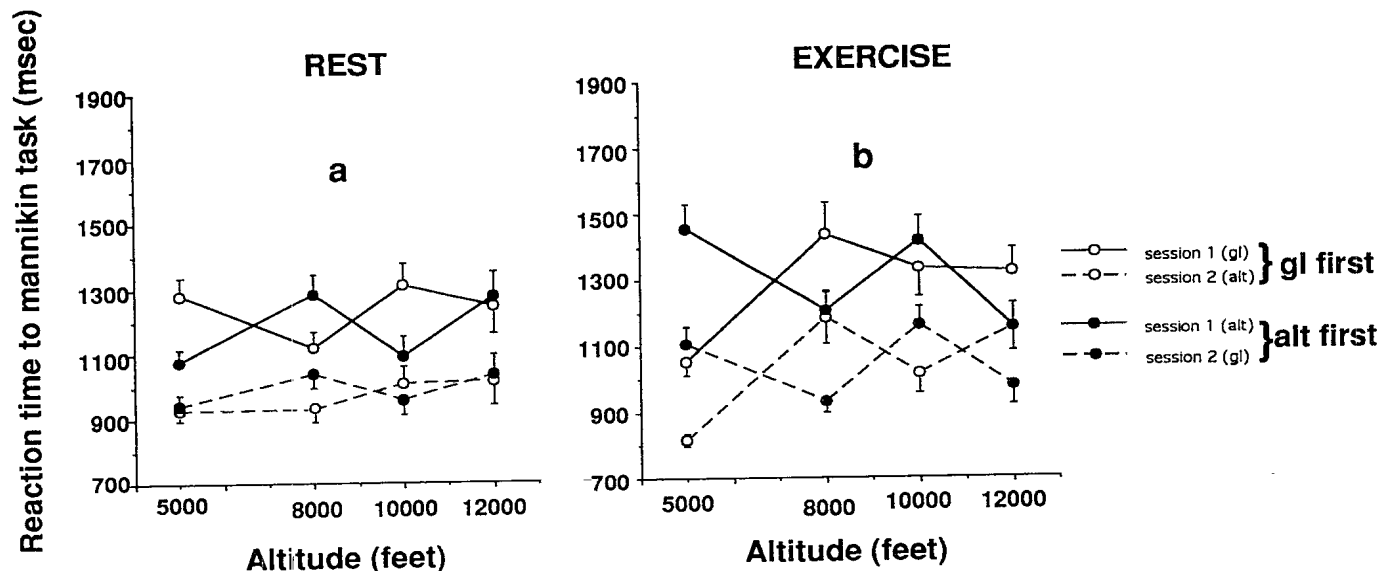 Reaction time to mannikin task (msec)
REST
a
1900
1700
1500
1300
1100
900
700
5000 8000 10000 12000
Altitude (feet)
EXERCISE
b
1900
1700
1500
1300
1100
900
700
5000 8000 10000 12000
Altitude (feet)
session 1 (gl)
session 2 (alt)
} gl first
session 1 (alt)
session 2 (gl)
} alt first